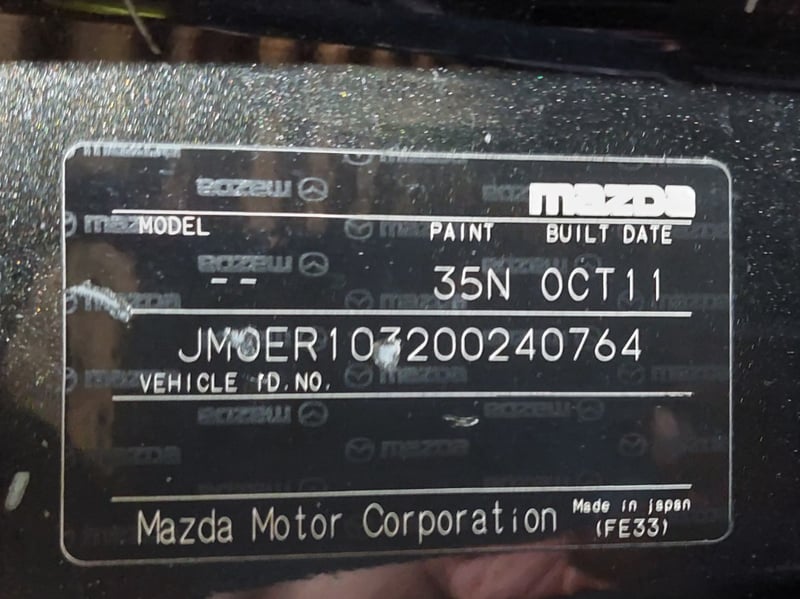 mazda
MODEL PAINT BUILT DATE
-- 35N OCT11
JM0ER103200240764
VEHICLE ID.NO.
Mazda Motor Corporation Made in japan
(FE33)